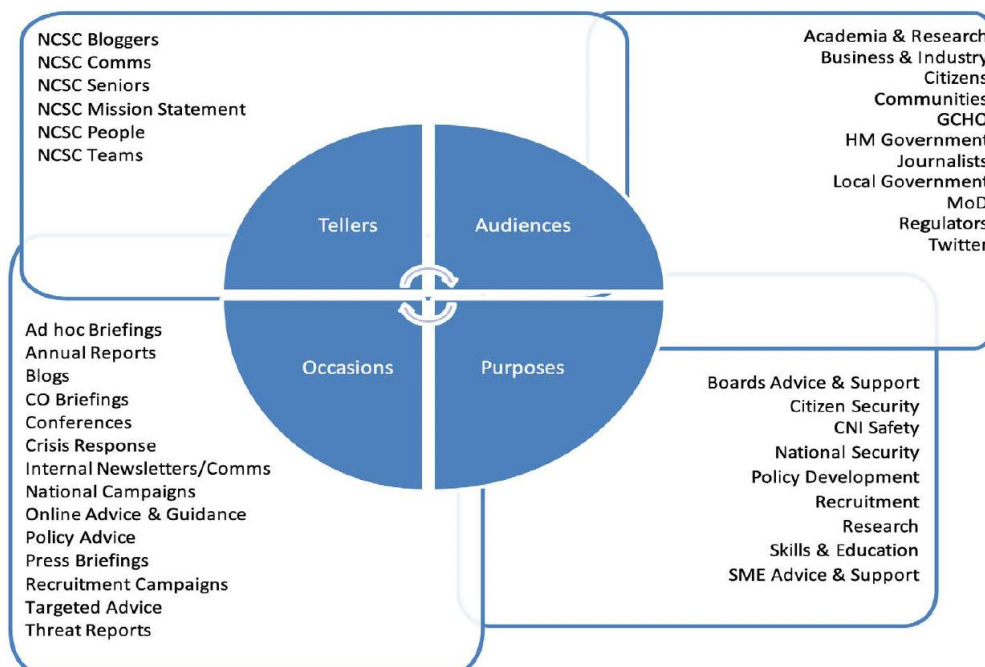 NCSC Bloggers
NCSC Comms
NCSC Seniors
NCSC Mission Statement
NCSC People
NCSC Teams
Academia & Research
Business & Industry
Citizens
Communities
GCHQ
HM Government
Journalists
Local Government
MoD
Regulators
Twitter
Tellers
Audiences
Occasions
Purposes
Ad hoc Briefings
Annual Reports
Blogs
CO Briefings
Conferences
Crisis Response
Internal Newsletters/Comms
National Campaigns
Online Advice & Guidance
Policy Advice
Press Briefings
Recruitment Campaigns
Targeted Advice
Threat Reports
Boards Advice & Support
Citizen Security
CNI Safety
National Security
Policy Development
Recruitment
Research
Skills & Education
SME Advice & Support